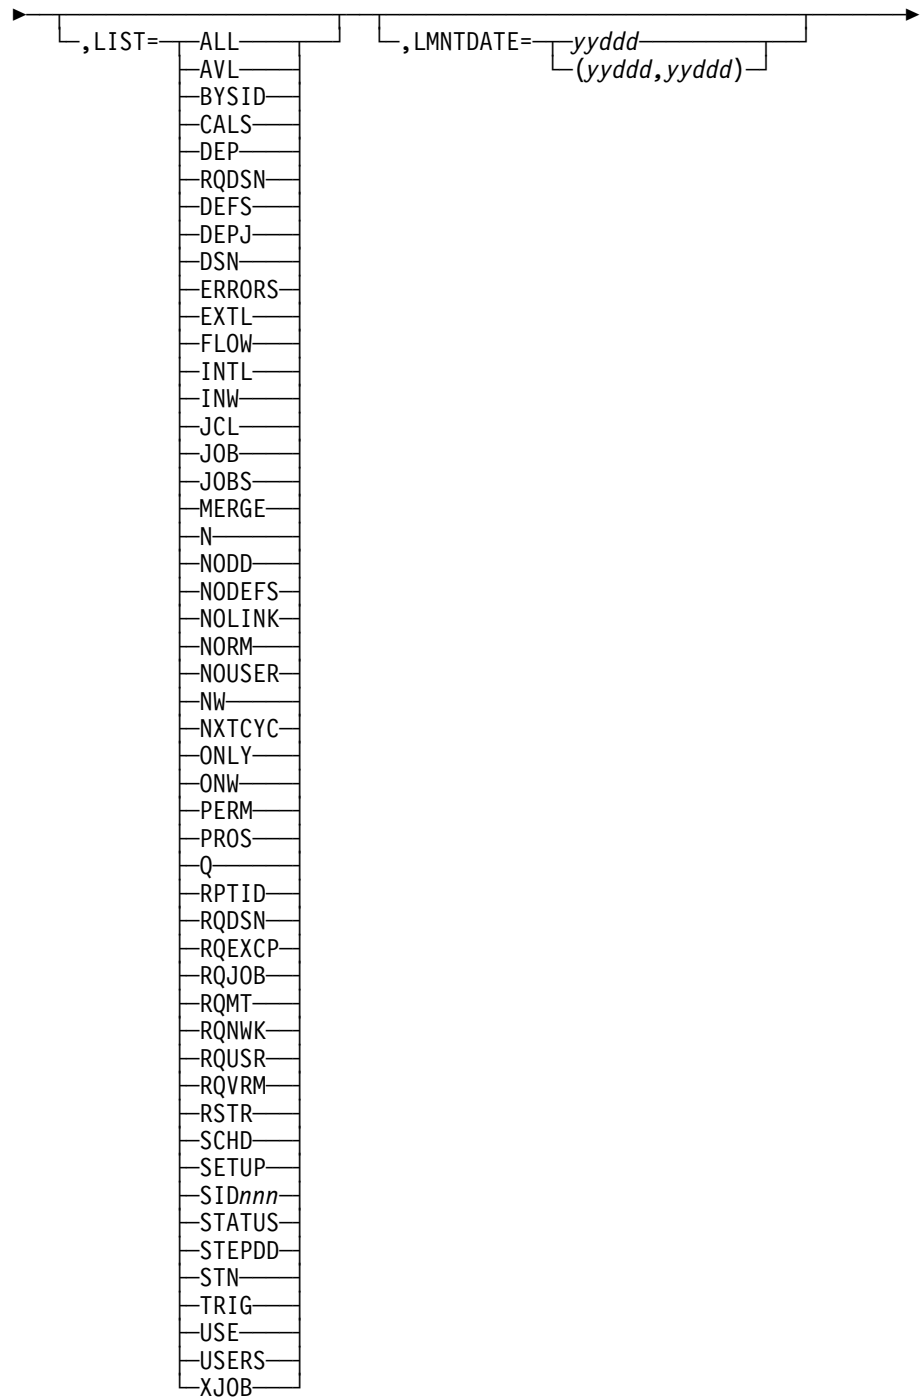 ,LIST= ALL ,LMNTDATE= yyddd
AVL (yyddd,yyddd)
BYSID
CALS
DEP
RQDSN
DEFS
DEPJ
DSN
ERRORS
EXTL
FLOW
INTL
INW
JCL
JOB
JOBS
MERGE
N
NODD
NODEFS
NOLINK
NORM
NOUSER
NW
NXTCYC
ONLY
ONW
PERM
PROS
Q
RPTID
RQDSN
RQEXCP
RQJOB
RQMT
RQNWK
RQUSR
RQVRM
RSTR
SCHD
SETUP
SIDnnn
STATUS
STEPDD
STN
TRIG
USE
USERS
XJOB